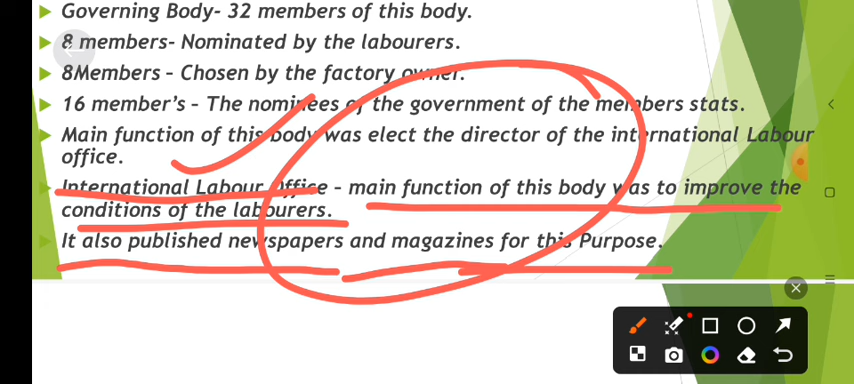 Governing Body- 32 members of this body.
8 members- Nominated by the labourers.
8Members – Chosen by the factory owner.
16 member's – The nominees of the government of the members stats.
Main function of this body was elect the director of the international Labour
office.
International Labour Office – main function of this body was to improve the
conditions of the labourers.
It also published newspapers and magazines for this Purpose.